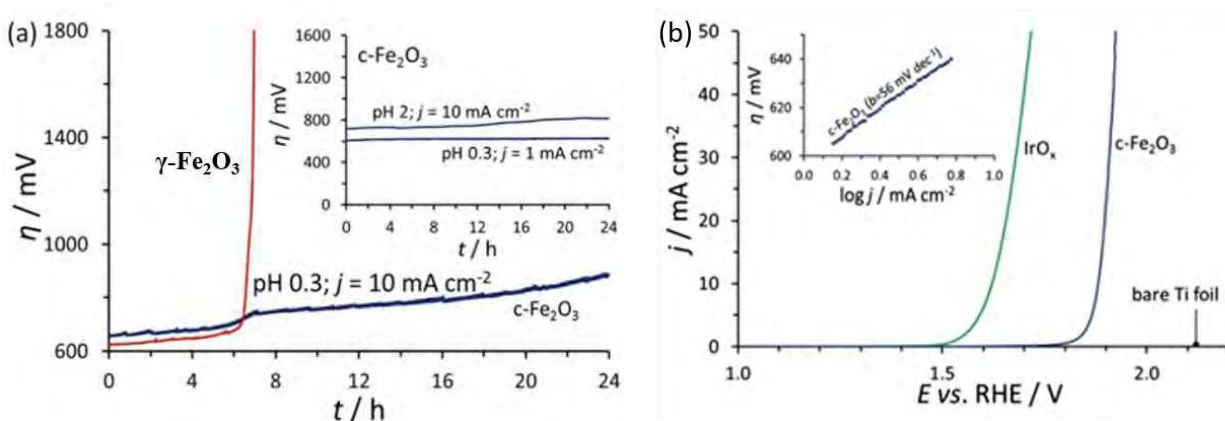 (a)
η / mV
1800
1400
1000
600
γ-Fe₂O₃
pH 0.3; j = 10 mA cm⁻²
c-Fe₂O₃
0 4 8 12 16 20 24
t / h
c-Fe₂O₃
η / mV
1600
1200
800
400
0
pH 2; j = 10 mA cm⁻²
pH 0.3; j = 1 mA cm⁻²
0 4 8 12 16 20 24
t / h
(b)
j / mA cm⁻²
50
40
30
20
10
0
IrOₓ
c-Fe₂O₃
bare Ti foil
1.0 1.5 2.0
E vs. RHE / V
η / mV
640
620
600
c-Fe₂O₃ (b=56 mV dec⁻¹)
0.0 0.2 0.4 0.6 0.8 1.0
log j / mA cm⁻²